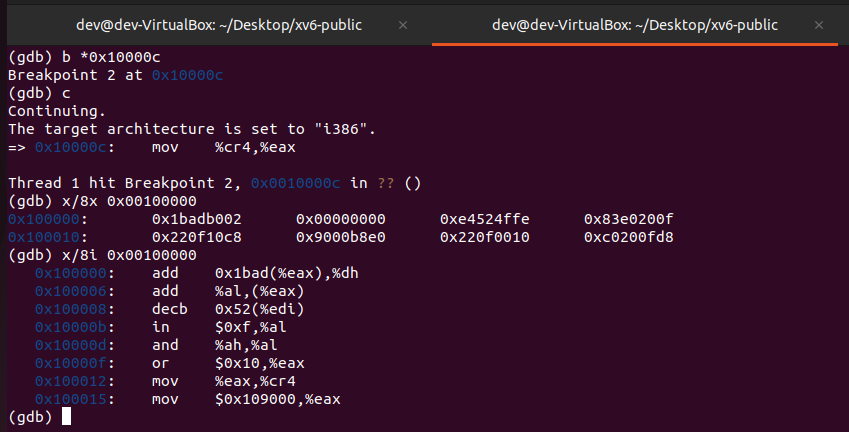 dev@dev-VirtualBox: ~/Desktop/xv6-public × dev@dev-VirtualBox: ~/Desktop/xv6-public ×
(gdb) b *0x10000c
Breakpoint 2 at 0x10000c
(gdb) c
Continuing.
The target architecture is set to "i386".
=> 0x10000c: mov %cr4,%eax
Thread 1 hit Breakpoint 2, 0x0010000c in ?? ()
(gdb) x/8x 0x00100000
0x100000: 0x1badb002 0x00000000 0xe4524ffe 0x83e0200f
0x100010: 0x220f10c8 0x9000b8e0 0x220f0010 0xc0200fd8
(gdb) x/8i 0x00100000
0x100000: add 0x1bad(%eax),%dh
0x100006: add %al,(%eax)
0x100008: decb 0x52(%edi)
0x10000b: in $0xf,%al
0x10000d: and %ah,%al
0x10000f: or $0x10,%eax
0x100012: mov %eax,%cr4
0x100015: mov $0x109000,%eax
(gdb)